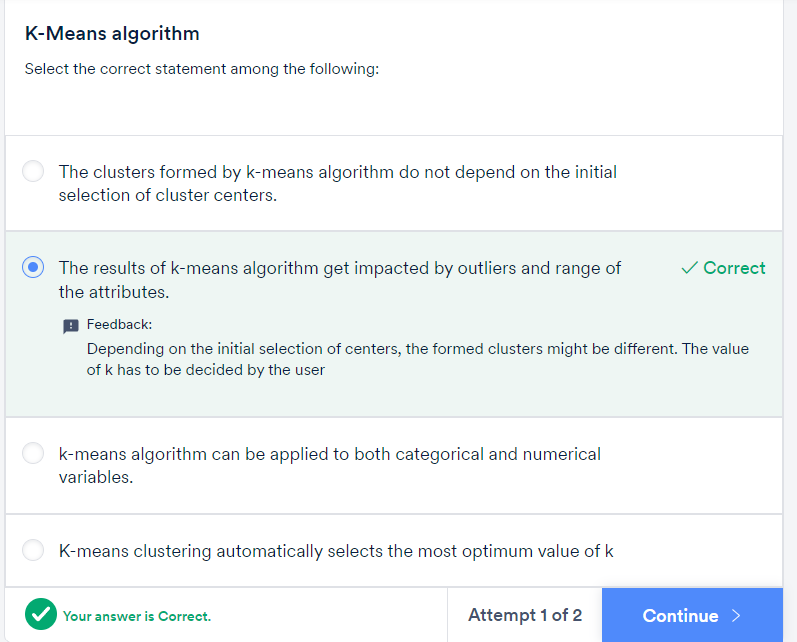 K-Means algorithm
Select the correct statement among the following:
The clusters formed by k-means algorithm do not depend on the initial
selection of cluster centers.
The results of k-means algorithm get impacted by outliers and range of
the attributes.
Correct
Feedback:
Depending on the initial selection of centers, the formed clusters might be different. The value
of k has to be decided by the user
k-means algorithm can be applied to both categorical and numerical
variables.
K-means clustering automatically selects the most optimum value of k
Your answer is Correct.
Attempt 1 of 2
Continue